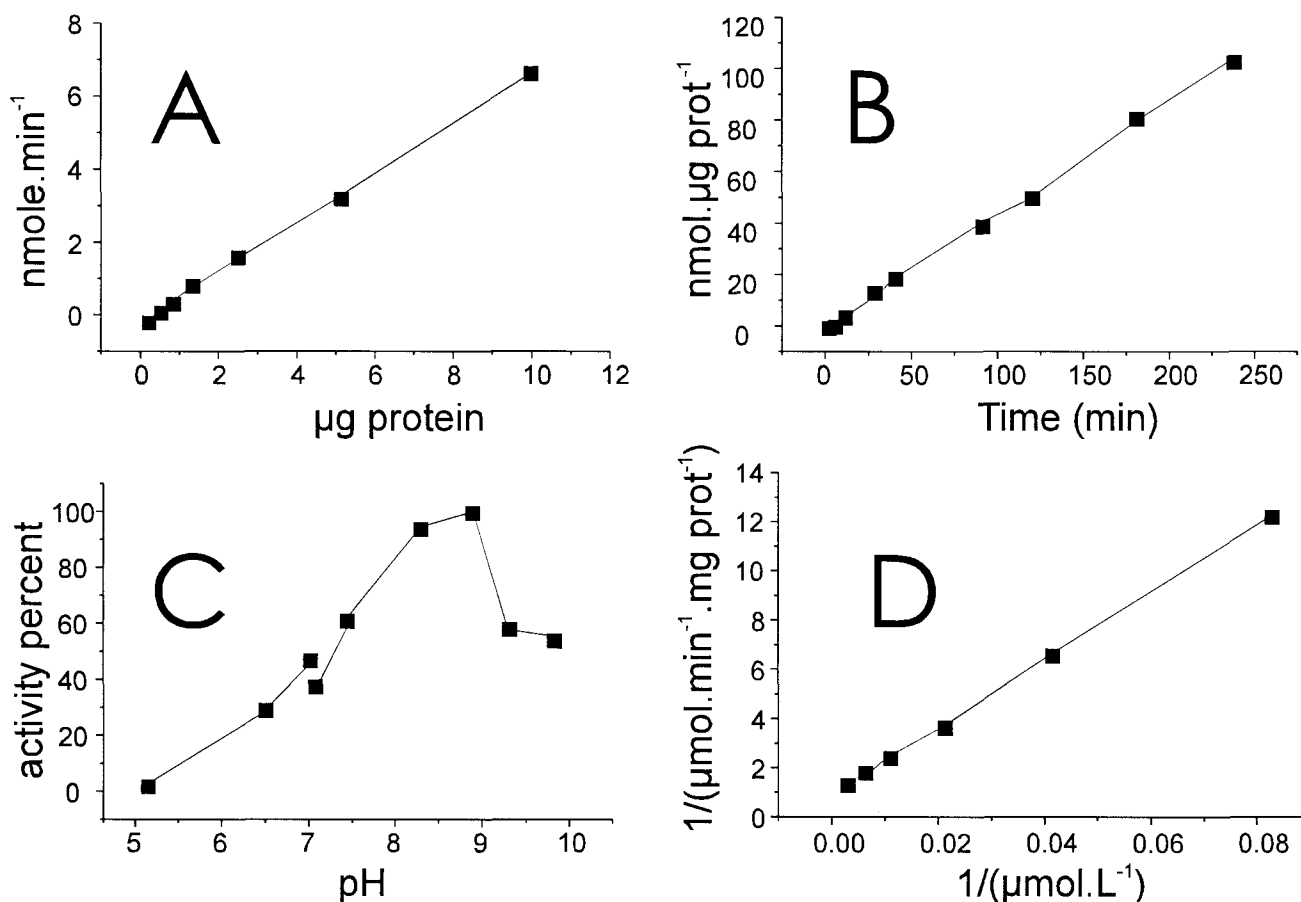 A
nmole.min⁻¹
8
6
4
2
0
0 2 4 6 8 10 12
µg protein
B
nmol.µg prot⁻¹
120
100
80
60
40
20
0
0 50 100 150 200 250
Time (min)
C
activity percent
100
80
60
40
20
0
5 6 7 8 9 10
pH
D
1/(µmol.min⁻¹.mg prot⁻¹)
14
12
10
8
6
4
2
0
0.00 0.02 0.04 0.06 0.08
1/(µmol.L⁻¹)